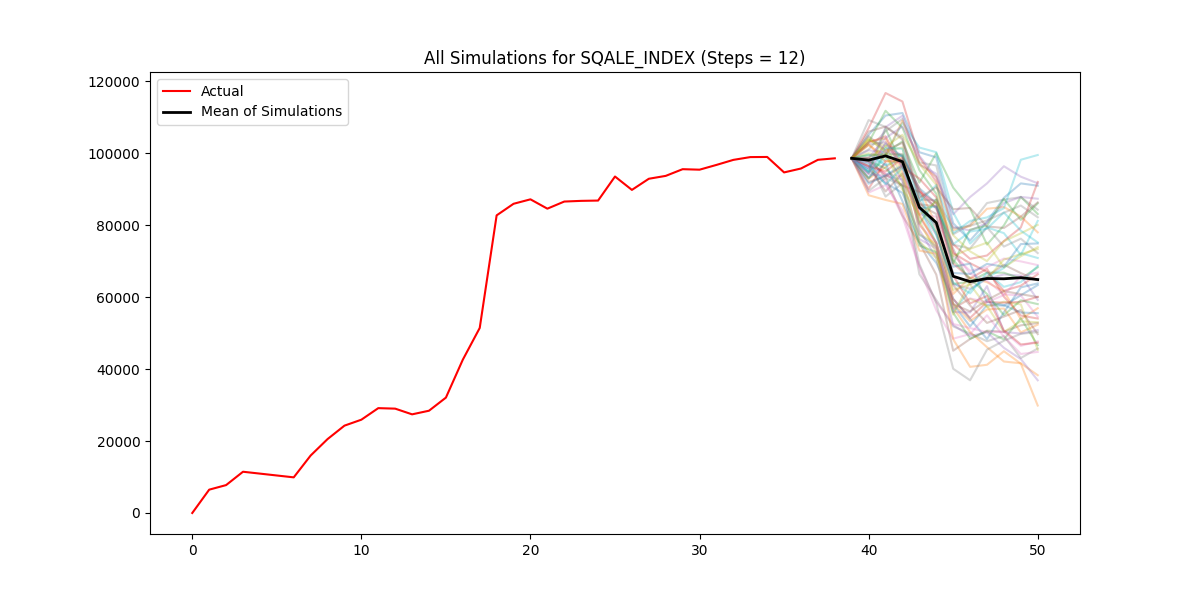 All Simulations for SQALE_INDEX (Steps = 12)
Actual
Mean of Simulations
120000
100000
80000
60000
40000
20000
0
0 10 20 30 40 50